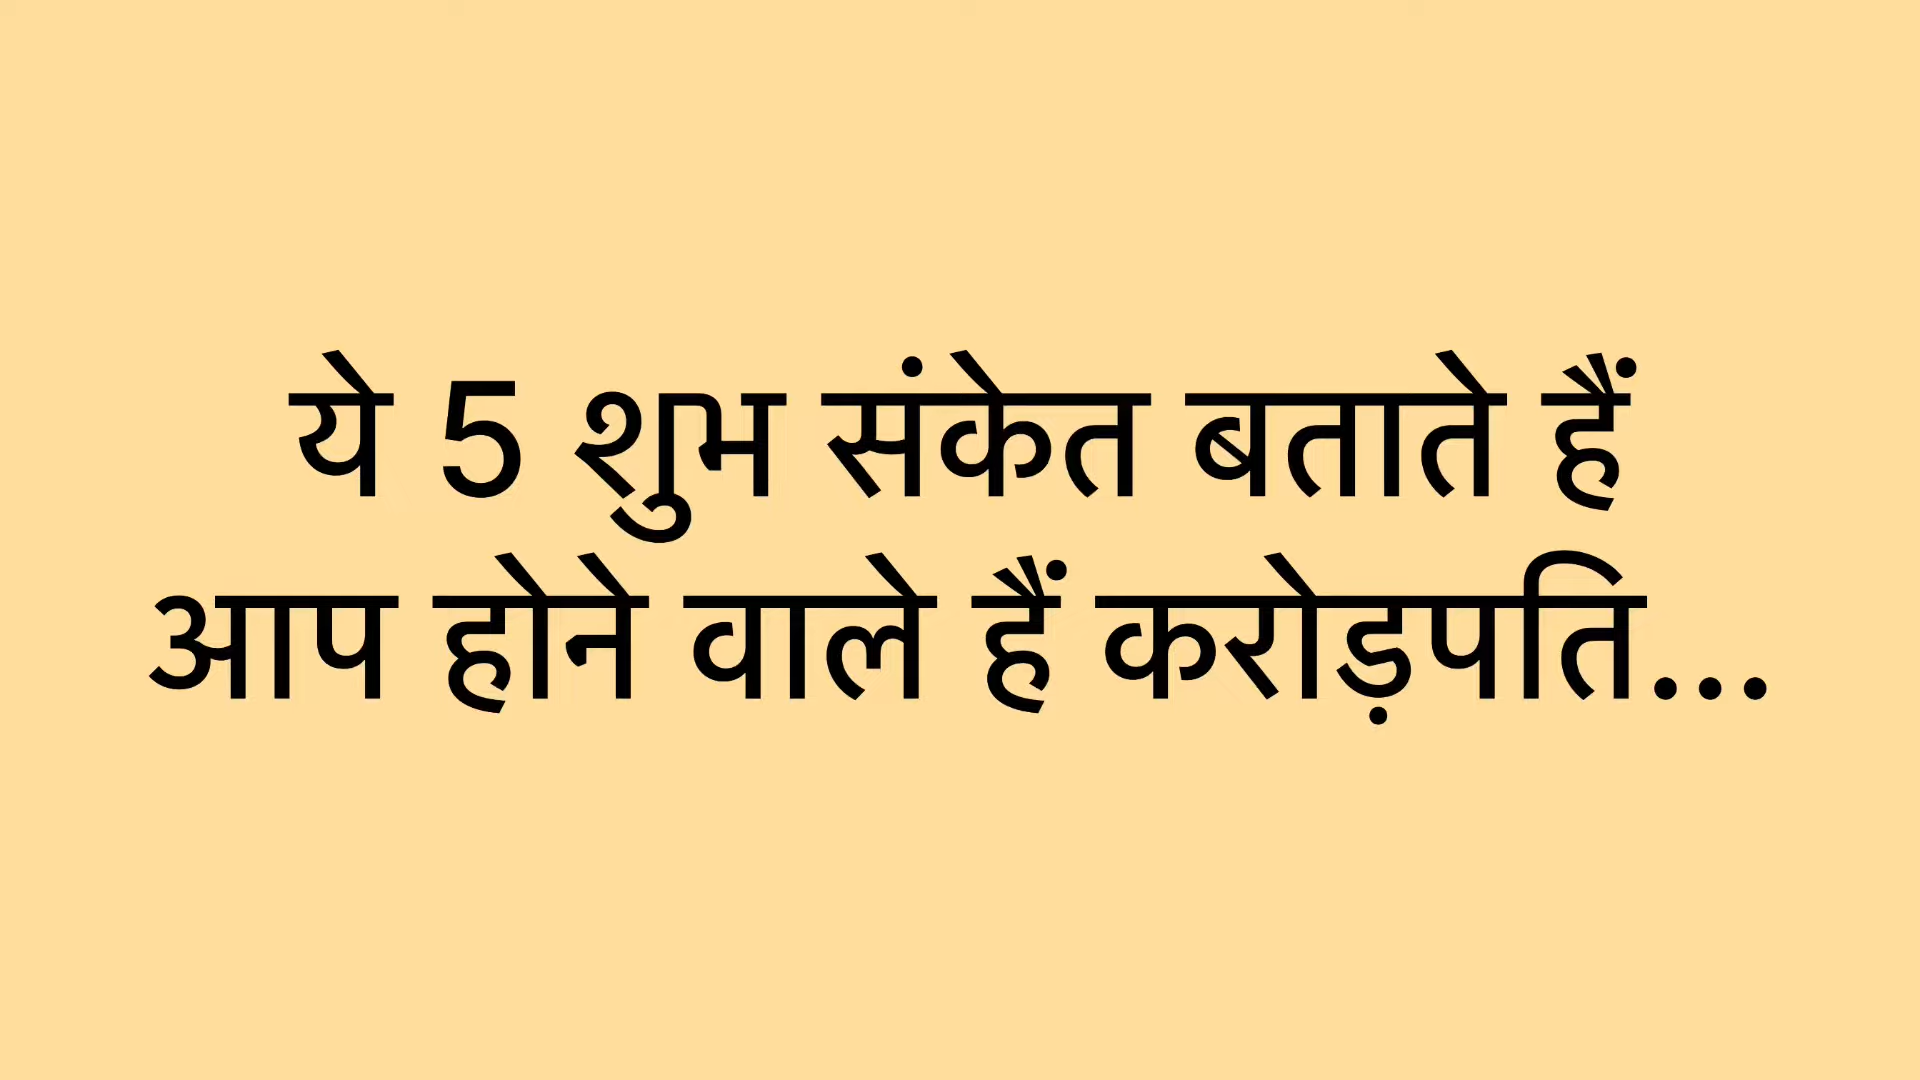 ये 5 शुभ संकेत बताते हैं
आप होने वाले हैं करोड़पति...